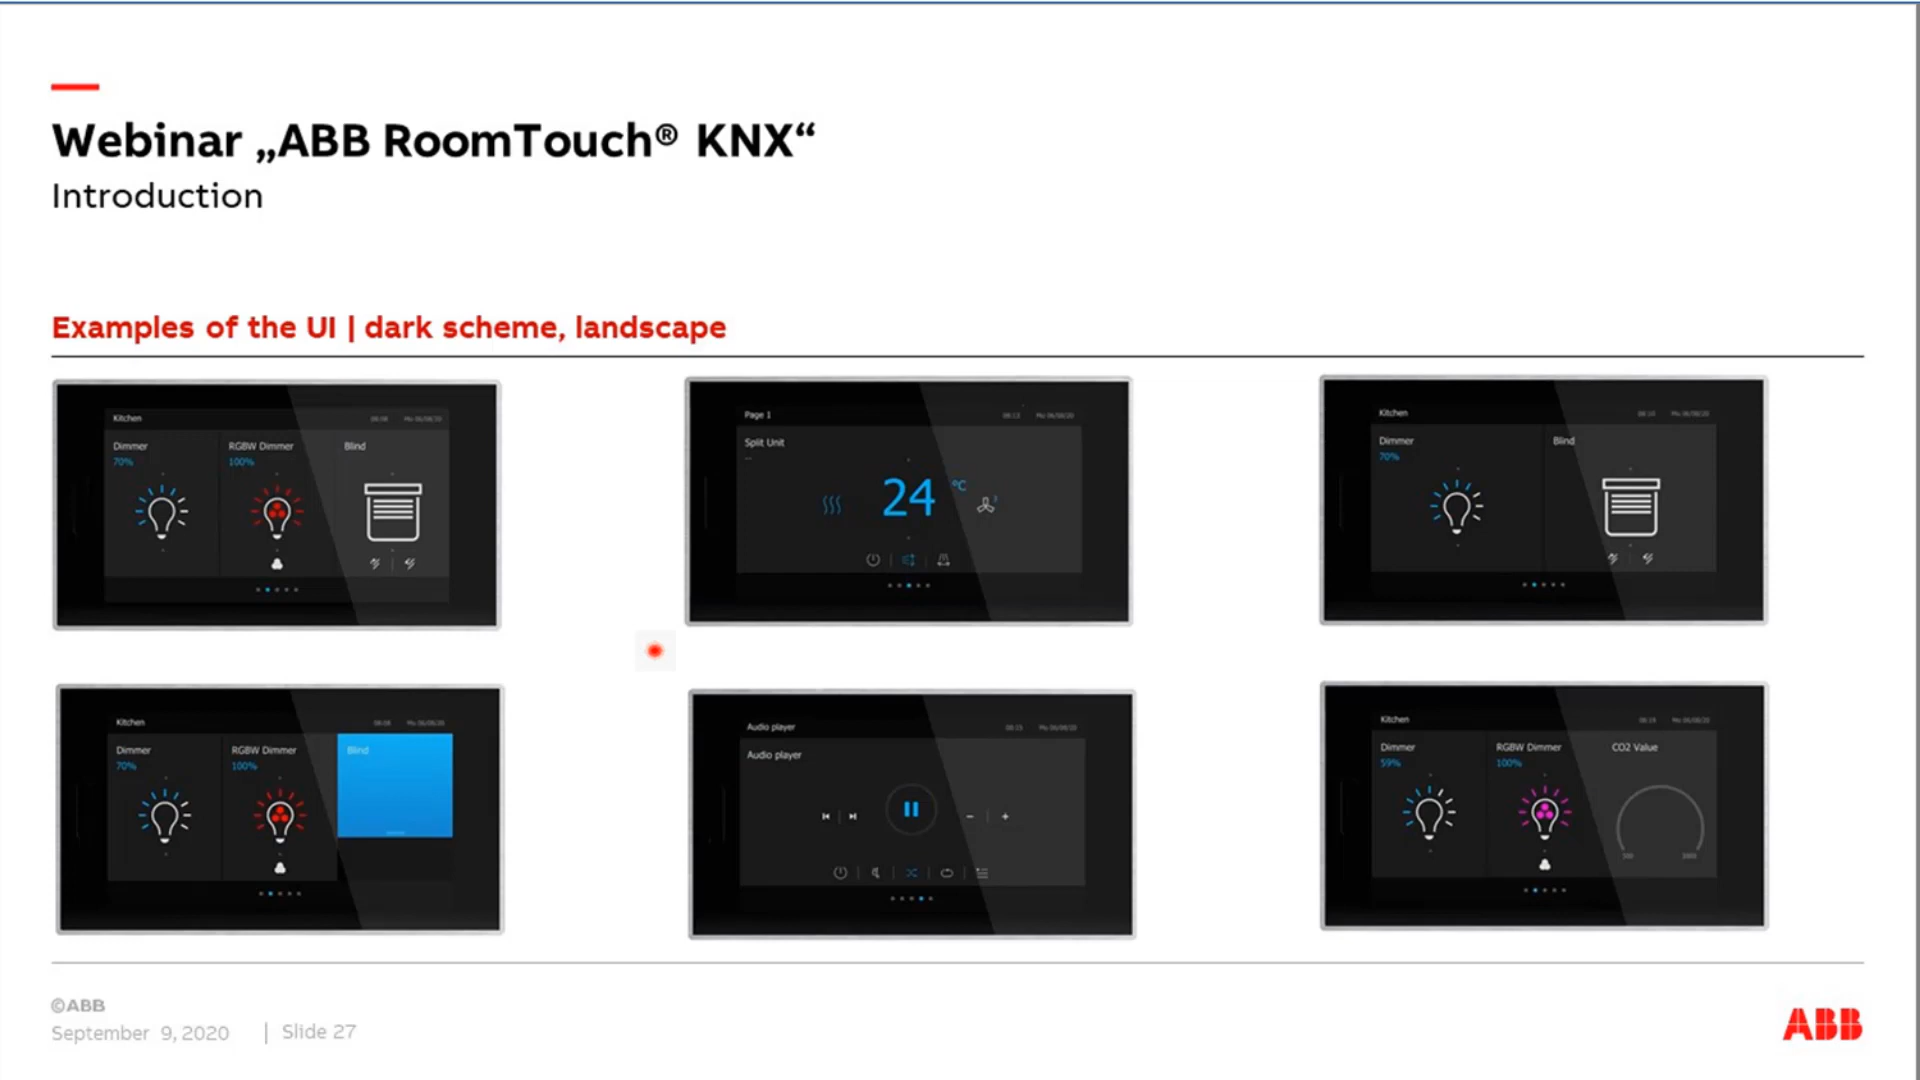 Webinar „ABB RoomTouch® KNX“
Introduction
Examples of the UI | dark scheme, landscape
Kitchen
Dimmer
70%
RGBW Dimmer
100%
Blind
Page 1
Split Unit
--
24 °C
Kitchen
Dimmer
70%
Blind
Kitchen
Dimmer
70%
RGBW Dimmer
100%
Blind
Audio player
Audio player
Kitchen
Dimmer
59%
RGBW Dimmer
100%
CO2 Value
©ABB
September 9, 2020 | Slide 27
ABB